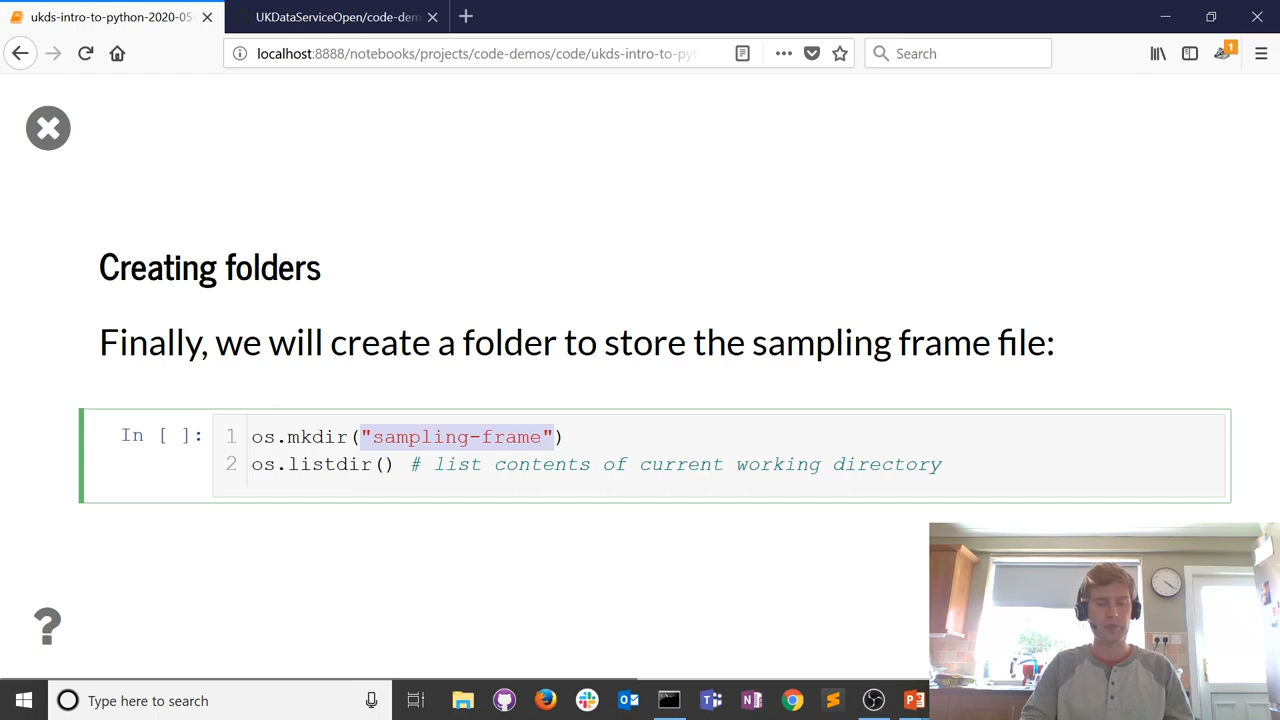 ukds-intro-to-python-2020-05-
UKDataServiceOpen/code-dem
localhost:8888/notebooks/projects/code-demos/code/ukds-intro-to-py
Search
1
Creating folders
Finally, we will create a folder to store the sampling frame file:
In [ ]:
1 os.mkdir("sampling-frame")
2 os.listdir() # list contents of current working directory
?
Type here to search